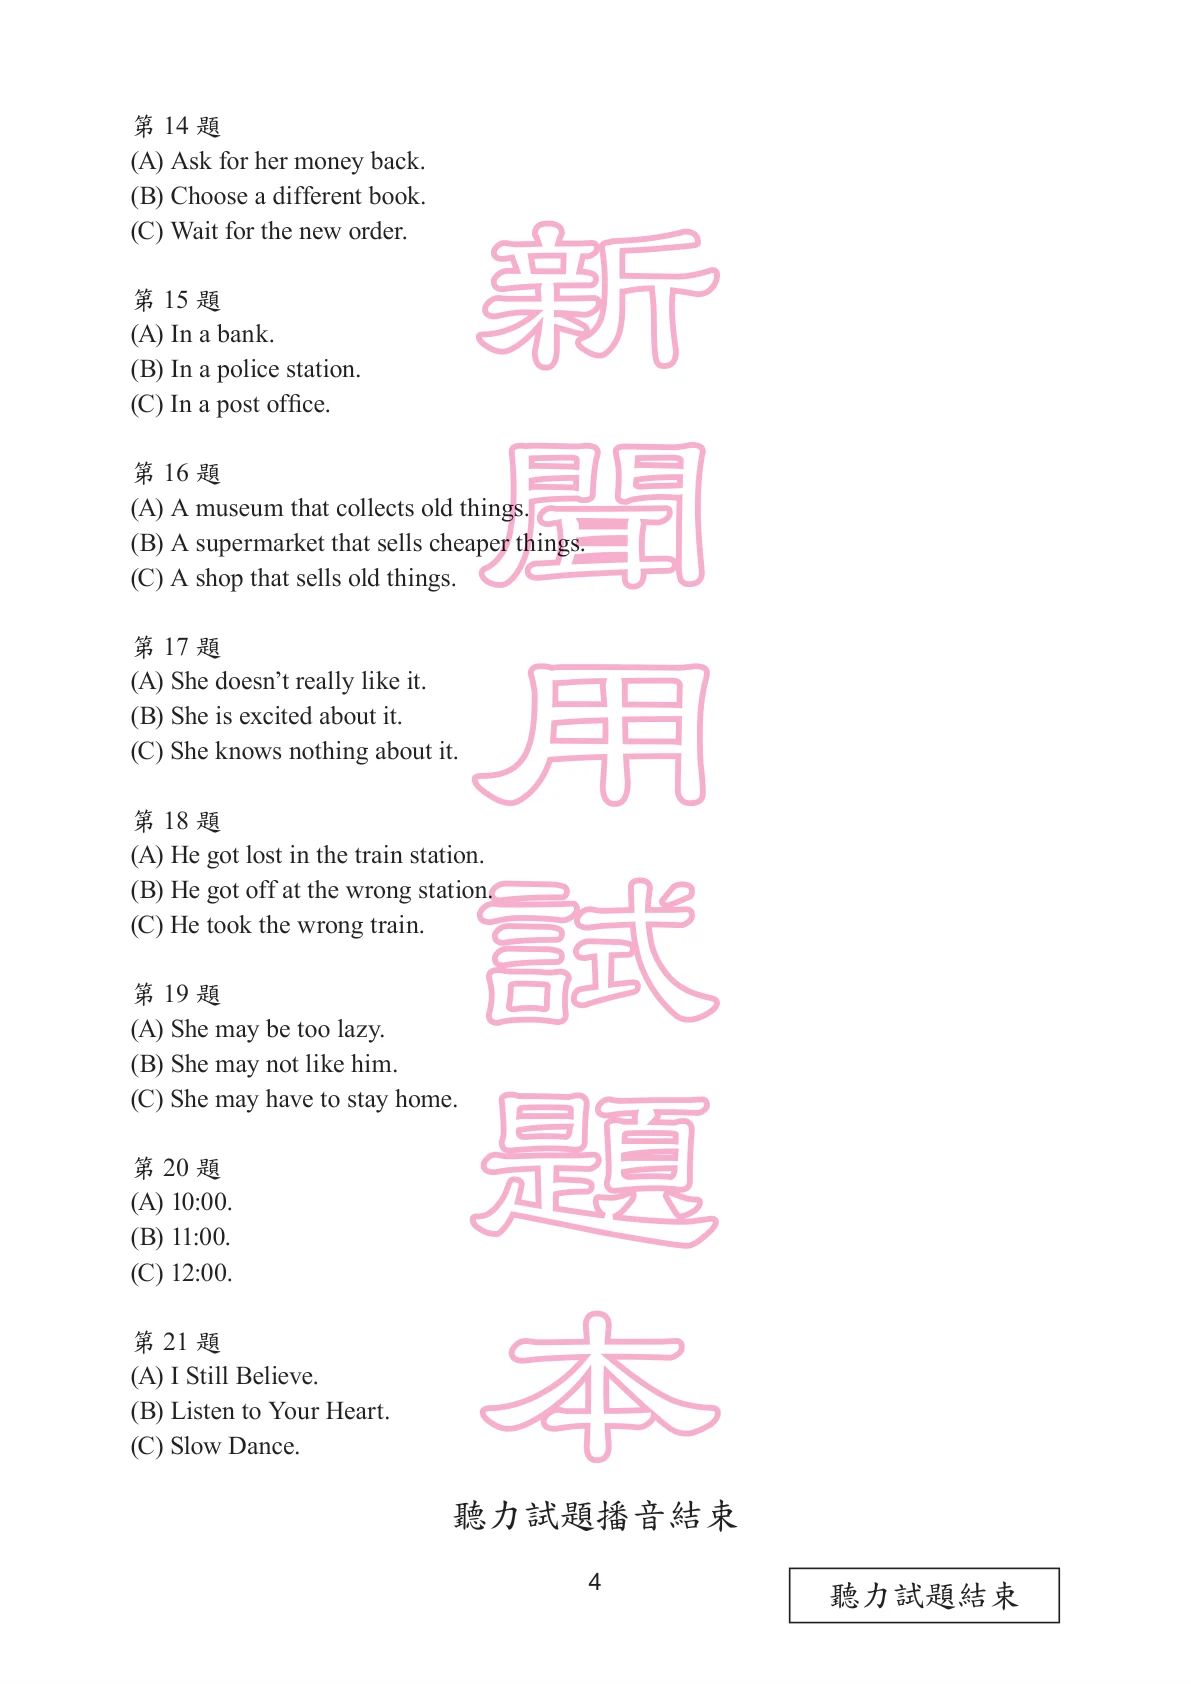 第 14 題
(A) Ask for her money back.
(B) Choose a different book.
(C) Wait for the new order.
第 15 題
(A) In a bank.
(B) In a police station.
(C) In a post office.
第 16 題
(A) A museum that collects old things.
(B) A supermarket that sells cheaper things.
(C) A shop that sells old things.
第 17 題
(A) She doesn’t really like it.
(B) She is excited about it.
(C) She knows nothing about it.
第 18 題
(A) He got lost in the train station.
(B) He got off at the wrong station.
(C) He took the wrong train.
第 19 題
(A) She may be too lazy.
(B) She may not like him.
(C) She may have to stay home.
第 20 題
(A) 10:00.
(B) 11:00.
(C) 12:00.
第 21 題
(A) I Still Believe.
(B) Listen to Your Heart.
(C) Slow Dance.
聽力試題播音結束
4
聽力試題結束
新聞用試題本